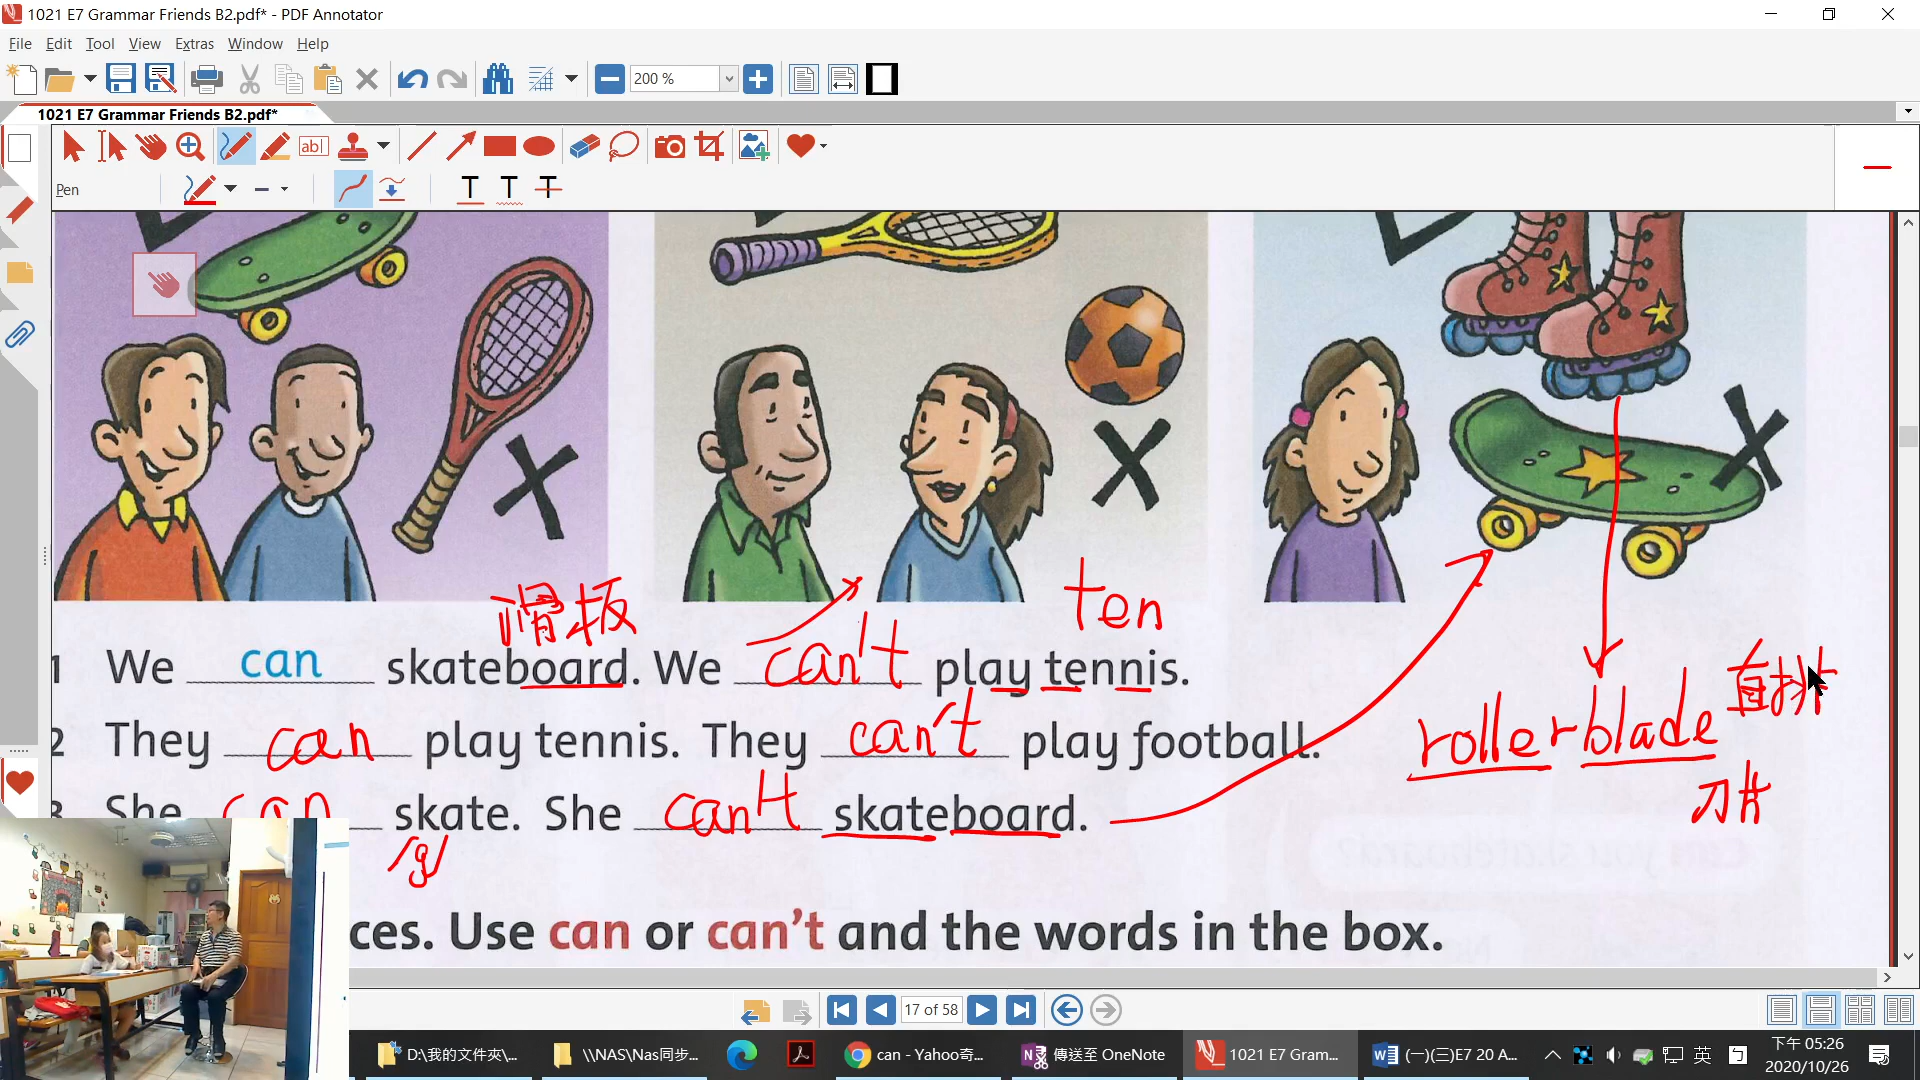 1021 E7 Grammar Friends B2.pdf* - PDF Annotator
File Edit Tool View Extras Window Help
200 %
1021 E7 Grammar Friends B2.pdf*
ab|
Pen
T T T
滑板
ten
1 We can skateboard. We can't play tennis.
直排
2 They can play tennis. They can't play football.
rollerblade
3 She can skate. She can't skateboard.
刀片
ces. Use can or can't and the words in the box.
17 of 58
D:\我的文件夾\...
\\NAS\Nas同步...
can - Yahoo奇...
傳送至 OneNote
1021 E7 Gram...
(一)(三)E7 20 A...
英
下午 05:26
2020/10/26